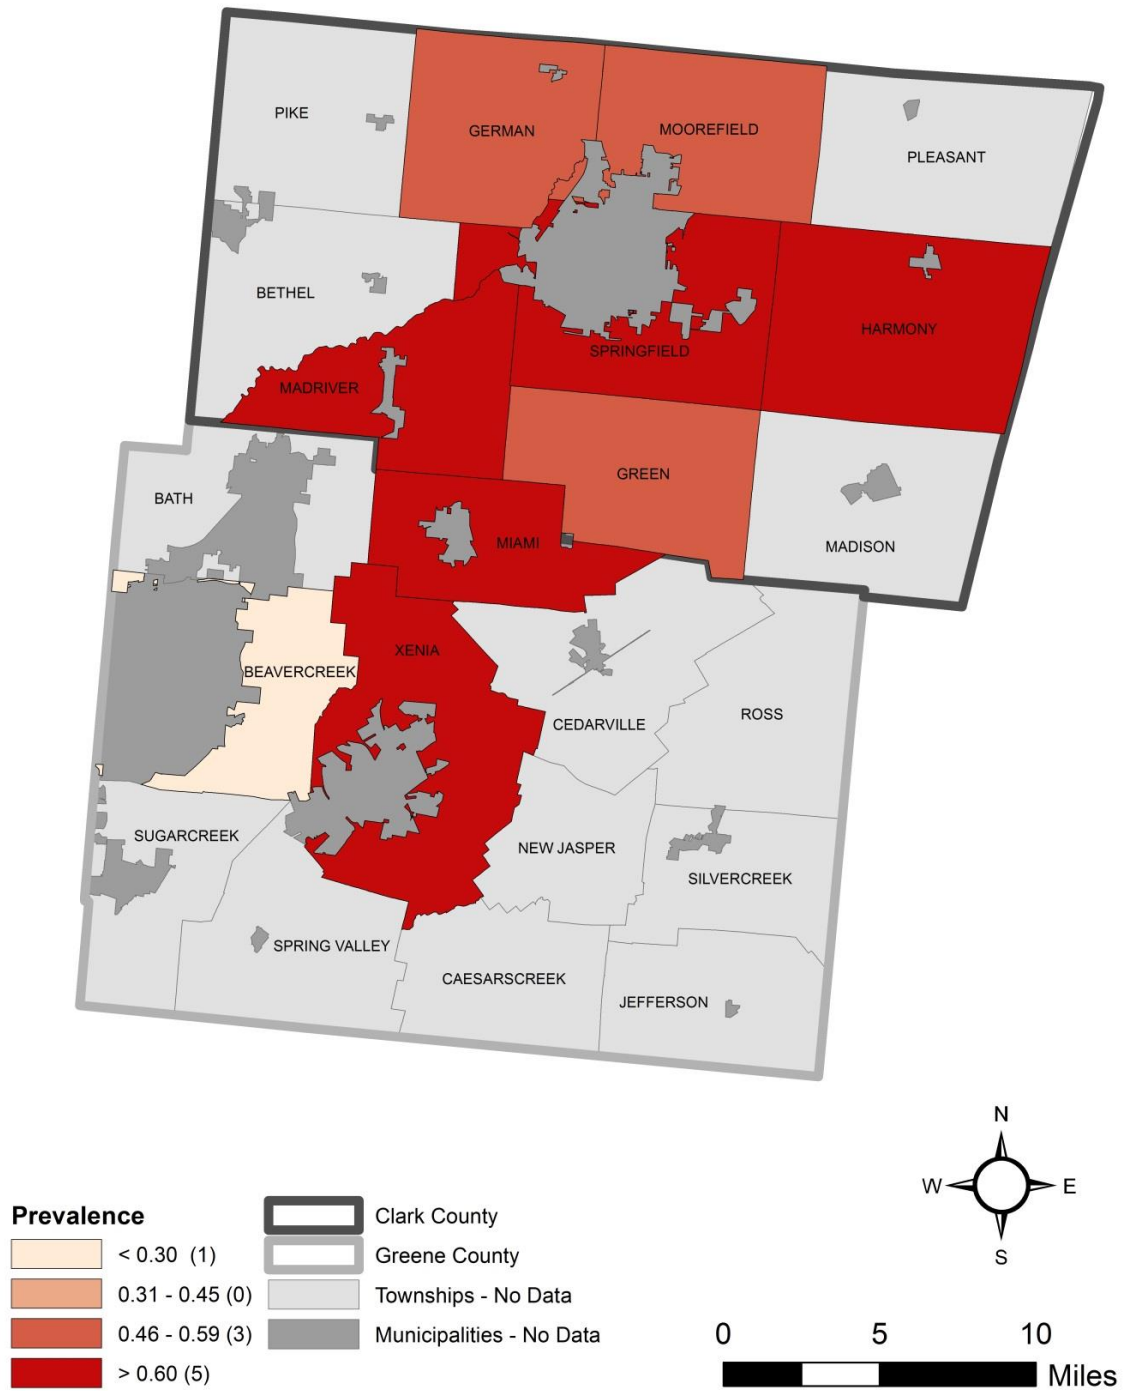 PIKE
GERMAN
MOOREFIELD
PLEASANT
BETHEL
HARMONY
SPRINGFIELD
MADRIVER
GREEN
BATH
MIAMI
MADISON
XENIA
BEAVERCREEK
CEDARVILLE
ROSS
SUGARCREEK
NEW JASPER
SILVERCREEK
SPRING VALLEY
CAESARSCREEK
JEFFERSON
N
W
E
S
Prevalence
< 0.30 (1)
0.31 - 0.45 (0)
0.46 - 0.59 (3)
> 0.60 (5)
Clark County
Greene County
Townships - No Data
Municipalities - No Data
0 5 10
Miles